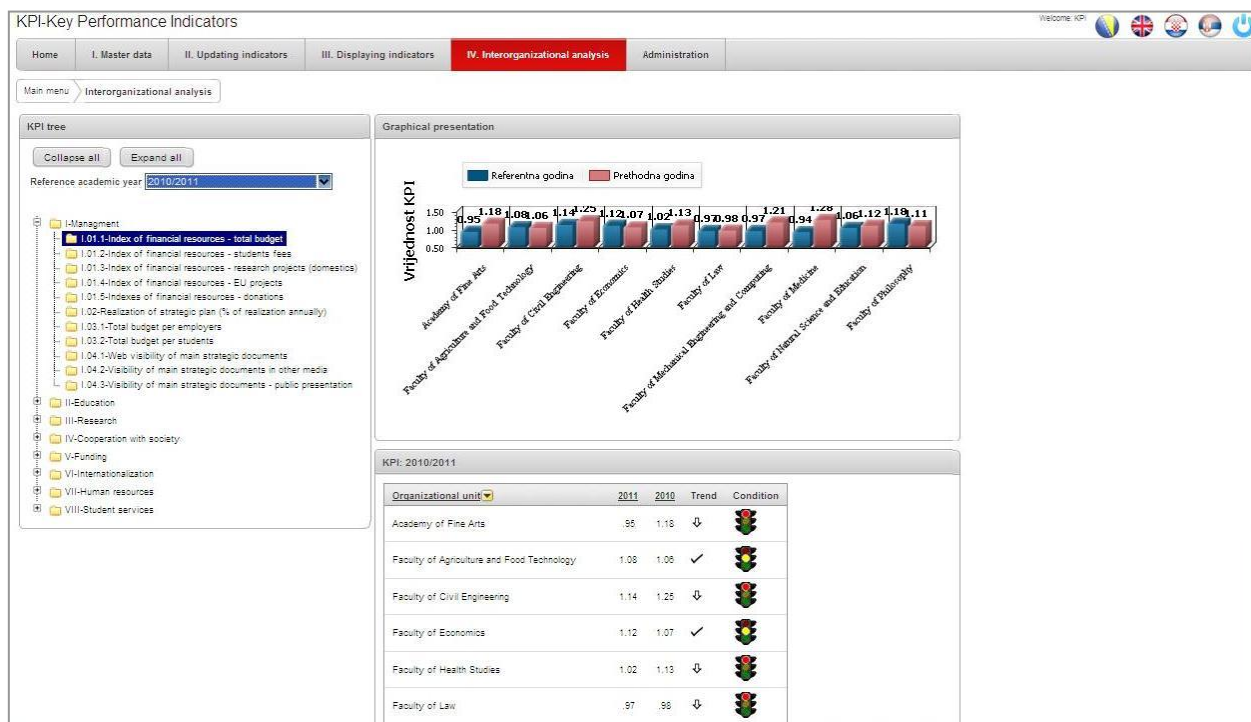 KPI-Key Performance Indicators
Welcome: KPI
Home I. Master data II. Updating indicators III. Displaying indicators IV. Interorganizational analysis Administration
Main menu Interorganizational analysis
KPI tree
Collapse all Expand all
Reference academic year 2010/2011
I-Managment
I.01.1-Index of financial resources - total budget
I.01.2-Index of financial resources - students fees
I.01.3-Index of financial resources - research projects (domestics)
I.01.4-Index of financial resources - EU projects
I.01.5-Indexes of financial resources - donations
I.02-Realization of strategic plan (% of realization annually)
I.03.1-Total budget per employers
I.03.2-Total budget per students
I.04.1-Web visibility of main strategic documents
I.04.2-Visibility of main strategic documents in other media
I.04.3-Visibility of main strategic documents - public presentation
II-Education
III-Research
IV-Cooperation with society
V-Funding
VI-Internationalization
VII-Human resources
VIII-Student services
Graphical presentation
Referentna godina Prethodna godina
Vrijednost KPI
1.50
1.00
0.50
0.95 1.18 1.08 1.06 1.14 1.25 1.12 1.07 1.02 1.13 0.97 0.98 0.97 1.21 0.94 1.28 1.06 1.12 1.19 1.11
Academy of Fine Arts
Faculty of Agriculture and Food Technology
Faculty of Civil Engineering
Faculty of Economics
Faculty of Health Studies
Faculty of Law
Faculty of Mechanical Engineering and Computing
Faculty of Medicine
Faculty of Natural Science and Education
Faculty of Philosophy
KPI: 2010/2011
Organizational unit 2011 2010 Trend Condition
Academy of Fine Arts .95 1.18
Faculty of Agriculture and Food Technology 1.08 1.06
Faculty of Civil Engineering 1.14 1.25
Faculty of Economics 1.12 1.07
Faculty of Health Studies 1.02 1.13
Faculty of Law .97 .98